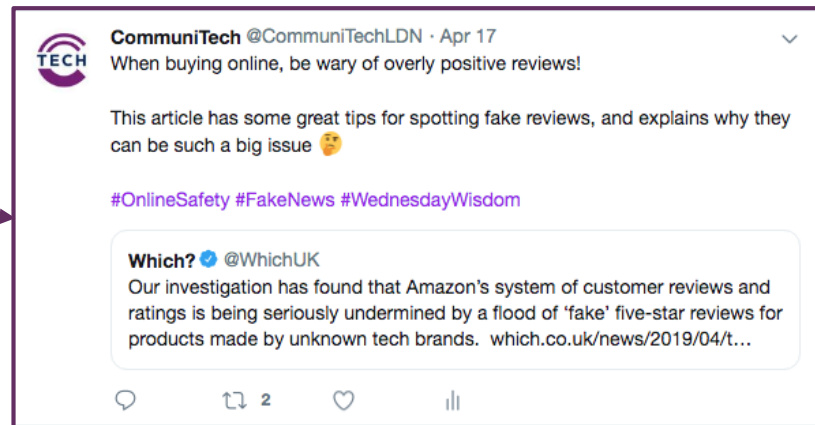 TECH
CommuniTech @CommuniTechLDN · Apr 17
When buying online, be wary of overly positive reviews!
This article has some great tips for spotting fake reviews, and explains why they
can be such a big issue 🤔
#OnlineSafety #FakeNews #WednesdayWisdom
Which? @WhichUK
Our investigation has found that Amazon’s system of customer reviews and
ratings is being seriously undermined by a flood of ‘fake’ five-star reviews for
products made by unknown tech brands. which.co.uk/news/2019/04/t…
2